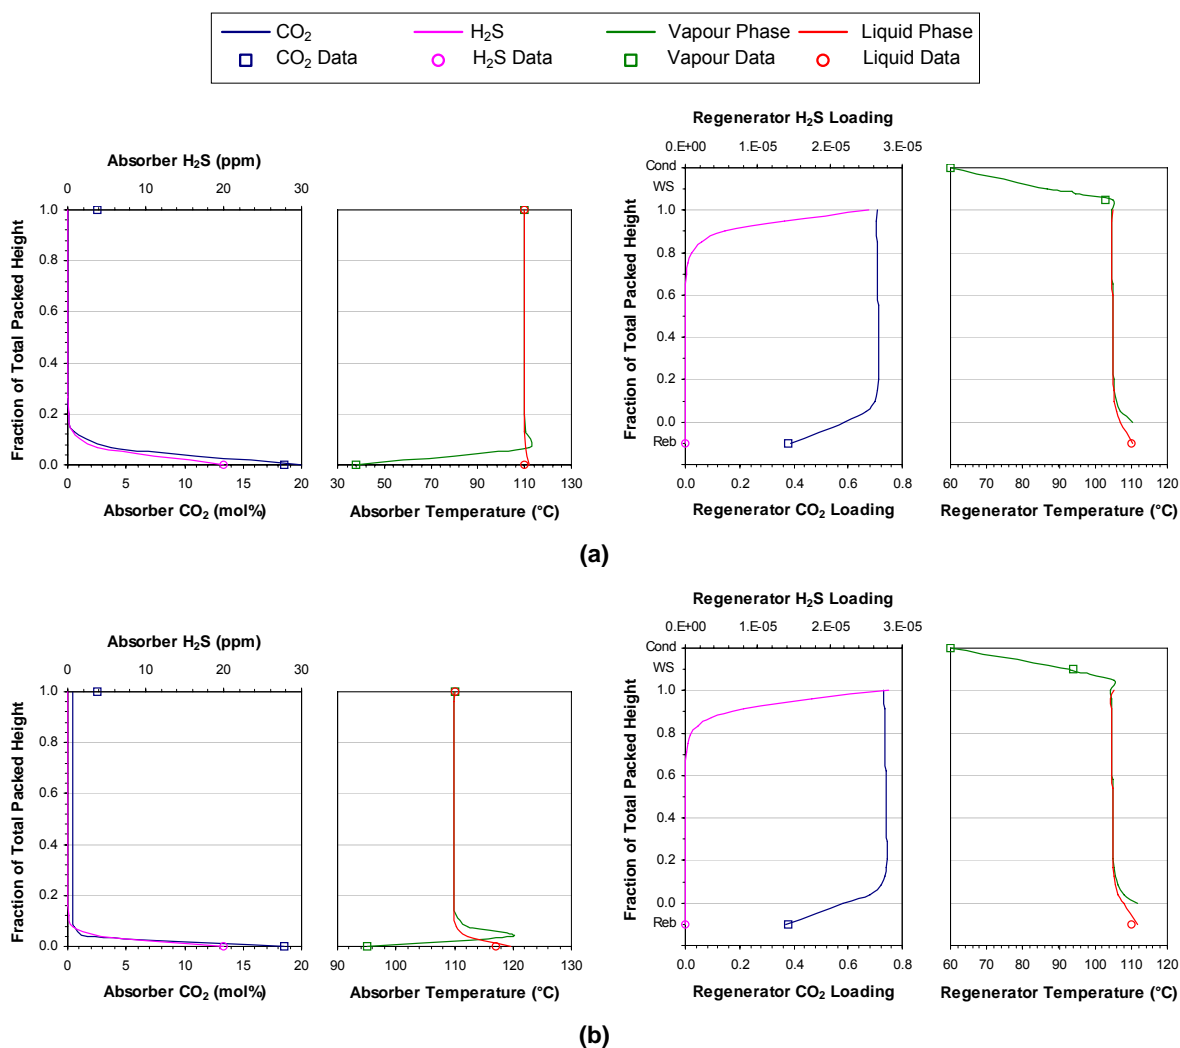 CO2 H2S Vapour Phase Liquid Phase
CO2 Data H2S Data Vapour Data Liquid Data
Regenerator H2S Loading
0.E+00 1.E-05 2.E-05 3.E-05
Absorber H2S (ppm)
0 10 20 30
Cond
WS
1.0 1.0
0.8 0.8
0.6 0.6
0.4 0.4
0.2 0.2
0.0 0.0
Reb
Fraction of Total Packed Height
Fraction of Total Packed Height
0 5 10 15 20 30 50 70 90 110 130 0.0 0.2 0.4 0.6 0.8 60 70 80 90 100 110 120
Absorber CO2 (mol%) Absorber Temperature (°C) Regenerator CO2 Loading Regenerator Temperature (°C)
(a)
Regenerator H2S Loading
0.E+00 1.E-05 2.E-05 3.E-05
Absorber H2S (ppm)
0 10 20 30
Cond
WS
1.0 1.0
0.8 0.8
0.6 0.6
0.4 0.4
0.2 0.2
0.0 0.0
Reb
Fraction of Total Packed Height
Fraction of Total Packed Height
0 5 10 15 20 90 100 110 120 130 0.0 0.2 0.4 0.6 0.8 60 70 80 90 100 110 120
Absorber CO2 (mol%) Absorber Temperature (°C) Regenerator CO2 Loading Regenerator Temperature (°C)
(b)